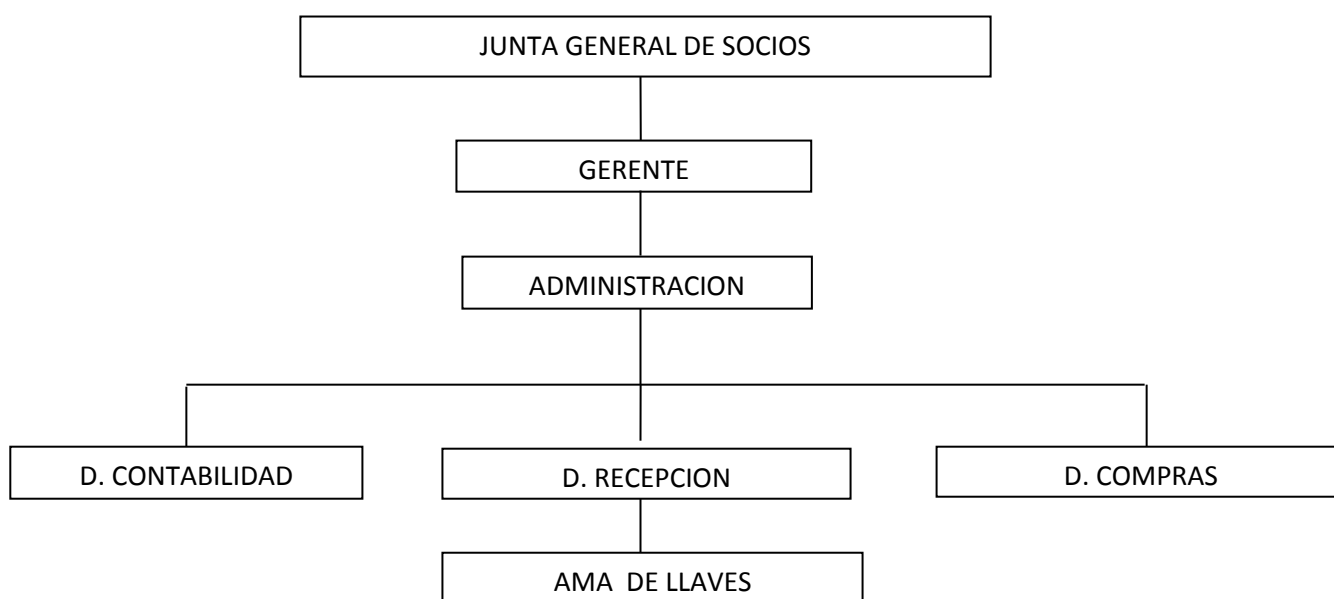 JUNTA GENERAL DE SOCIOS
GERENTE
ADMINISTRACION
D. CONTABILIDAD
D. RECEPCION
D. COMPRAS
AMA DE LLAVES